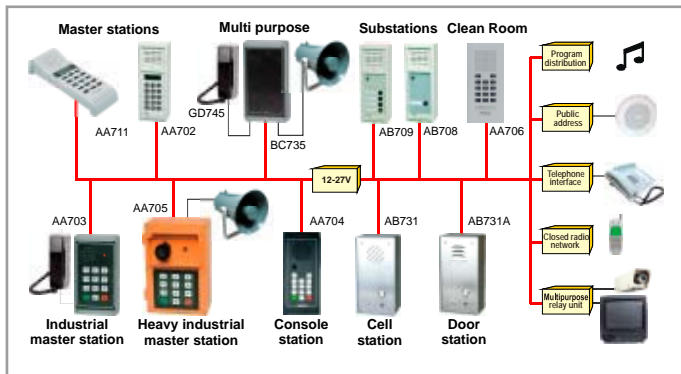 Master stations
Multi purpose
Substations
Clean Room
Program
distribution
Public
address
Telephone
interface
Closed radio
network
Multipurpose
relay unit
GD745
AA711
AA702
BC735
AB709
AB708
AA706
12-27V
AA703
AA705
AA704
AB731
AB731A
Industrial
master station
Heavy industrial
master station
Console
station
Cell
station
Door
station